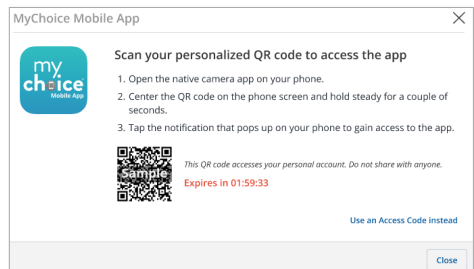 MyChoice Mobile App
my
choice
Mobile App
Scan your personalized QR code to access the app
1. Open the native camera app on your phone.
2. Center the QR code on the phone screen and hold steady for a couple of
seconds.
3. Tap the notification that pops up on your phone to gain access to the app.
Sample
This QR code accesses your personal account. Do not share with anyone.
Expires in 01:59:33
Use an Access Code instead
Close